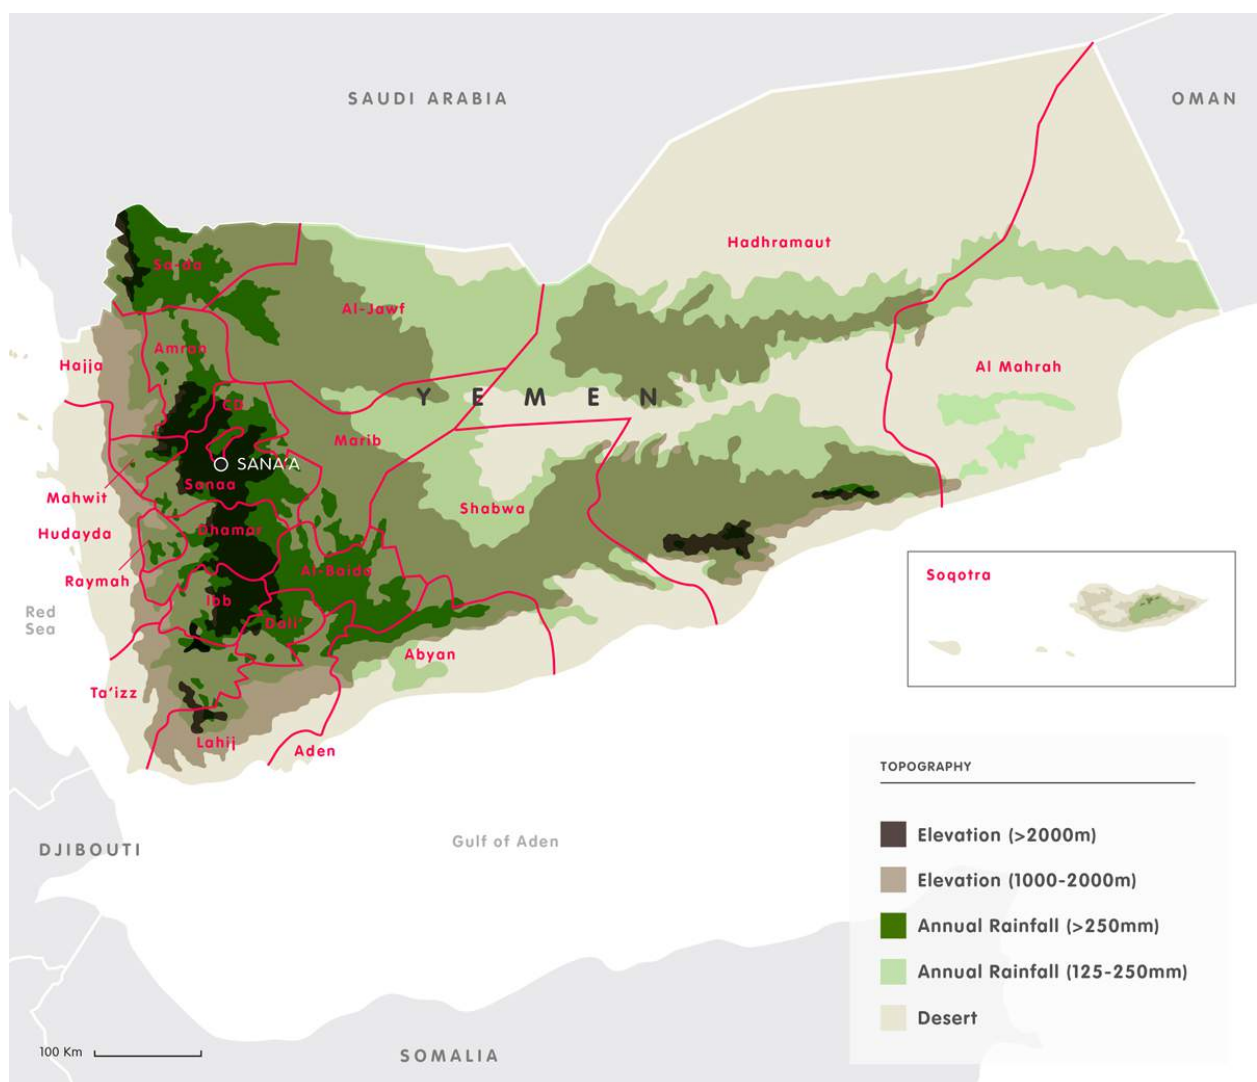 SAUDI ARABIA
OMAN
Hadhramaut
Sa-da
Al-Jawf
Amran
Hajja
Al Mahrah
YEMEN
CD
Marib
SANA'A
Sanaa
Mahwit
Shabwa
Hudayda
Dhamar
Al-Baida
Raymah
Soqotra
Ibb
Red
Sea
Dali'
Abyan
Ta'izz
Lahij
Aden
TOPOGRAPHY
Elevation (>2000m)
Gulf of Aden
DJIBOUTI
Elevation (1000-2000m)
Annual Rainfall (>250mm)
Annual Rainfall (125-250mm)
Desert
100 Km
SOMALIA